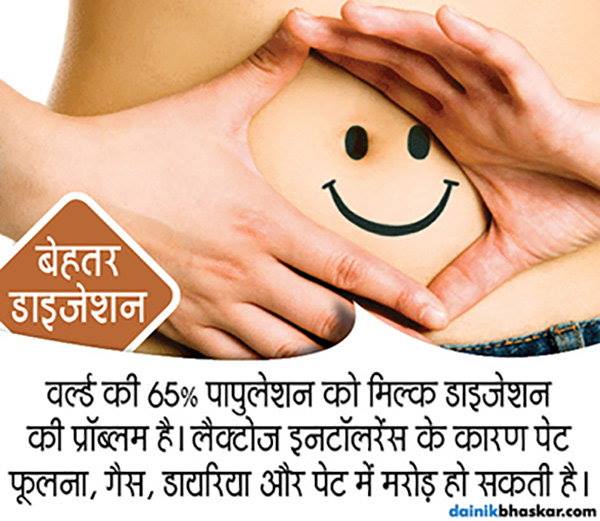 बेहतर
डाइजेशन
वर्ल्ड की 65% पापुलेशन को मिल्क डाइजेशन
की प्रॉब्लम है। लैक्टोज इनटॉलरेंस के कारण पेट
फूलना, गैस, डायरिया और पेट में मरोड़ हो सकती है।
dainikbhaskar.com